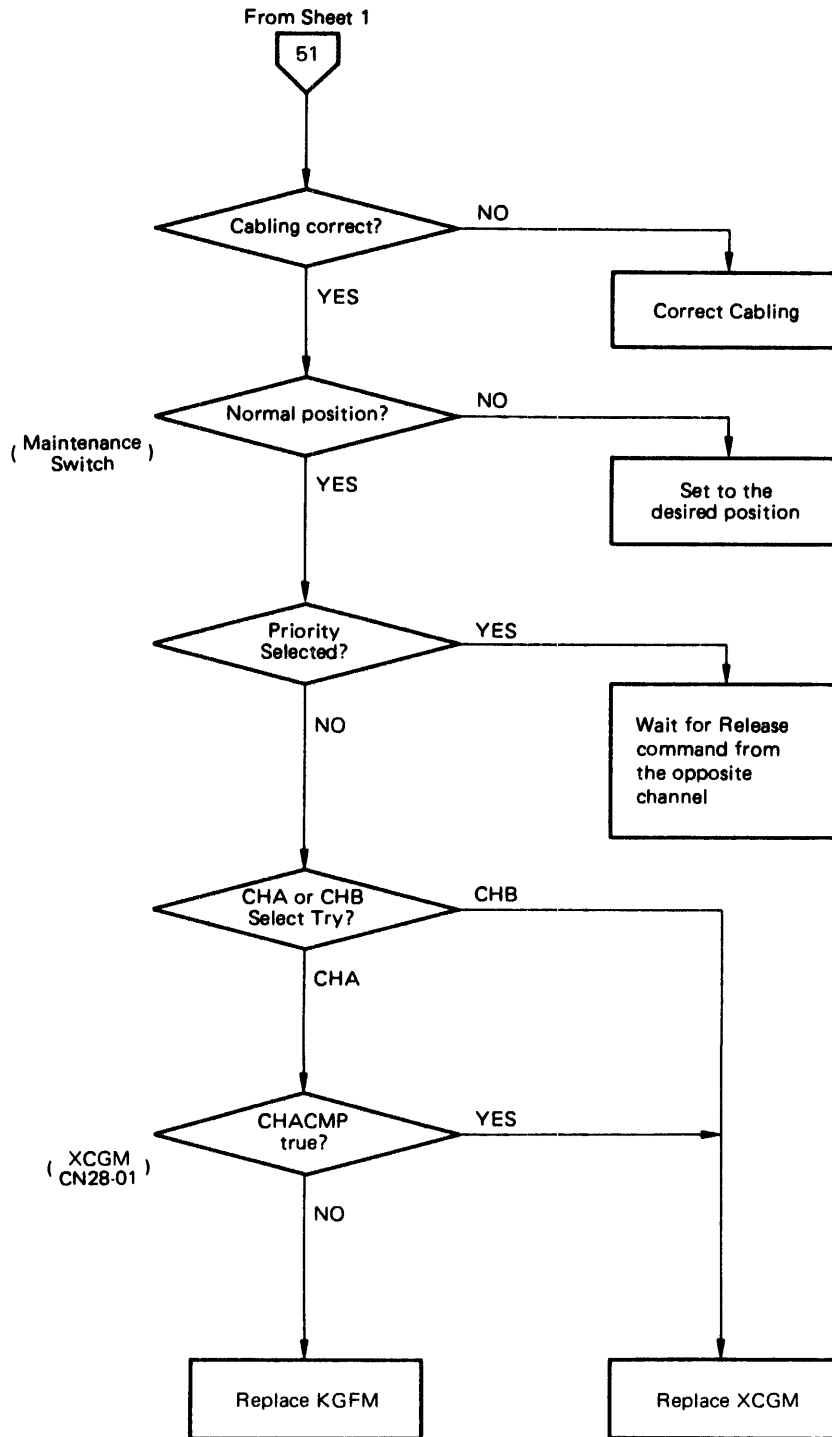 From Sheet 1
51
Cabling correct?
NO
YES
Correct Cabling
Normal position?
NO
( Maintenance
Switch )
YES
Set to the
desired position
Priority
Selected?
YES
NO
Wait for Release
command from
the opposite
channel
CHA or CHB
Select Try?
CHB
CHA
CHACMP
true?
YES
( XCGM
CN28-01 )
NO
Replace KGFM
Replace XCGM